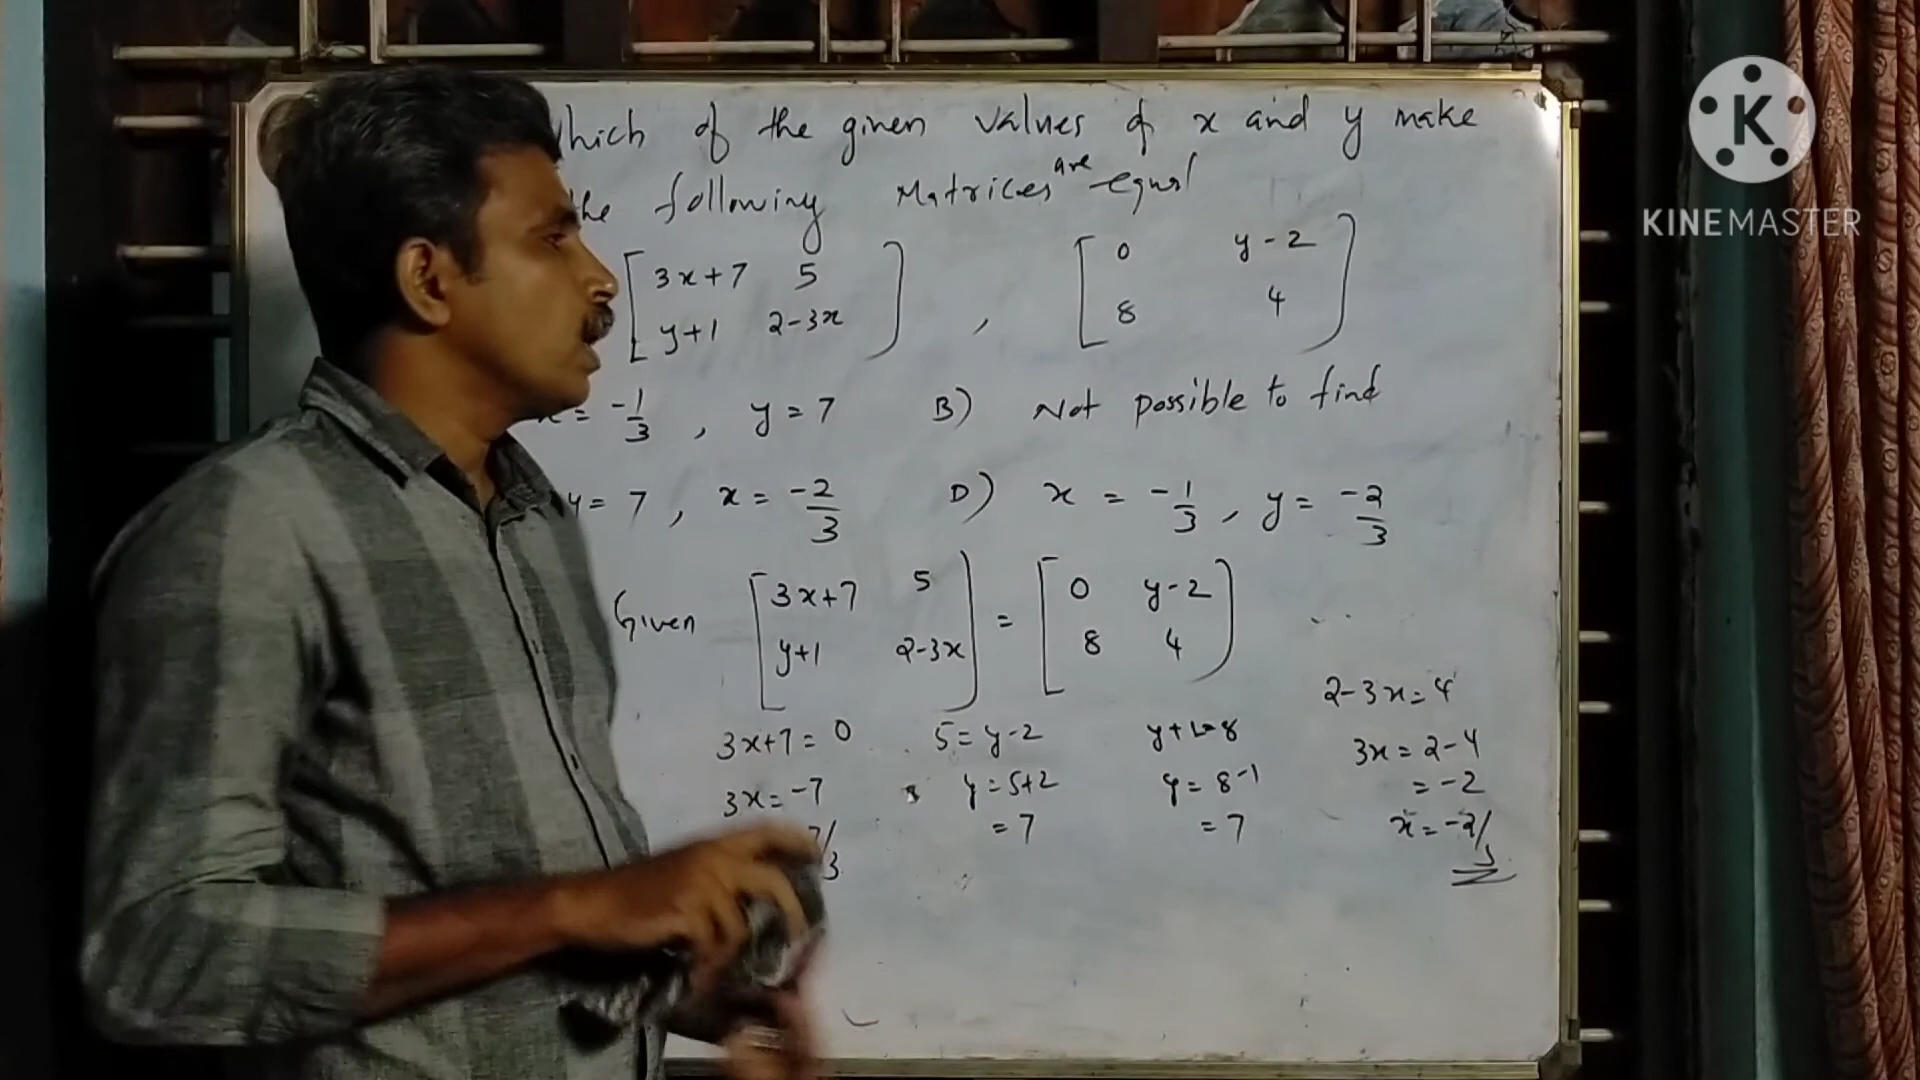 which of the given values of x and y make
the following Matrices are equal
[3x+7 5
y+1 2-3x] , [0 y-2
8 4]
x = -1/3 , y = 7 B) Not possible to find
y = 7 , x = -2/3 D) x = -1/3 , y = -2/3
Given [3x+7 5
y+1 2-3x] = [0 y-2
8 4]
3x+7=0 5=y-2 y+1=8 2-3x=4
3x=-7 y=5+2 y=8-1 3x=2-4
=7 =7 =-2
7/3 x=-2/3
K
KINEMASTER